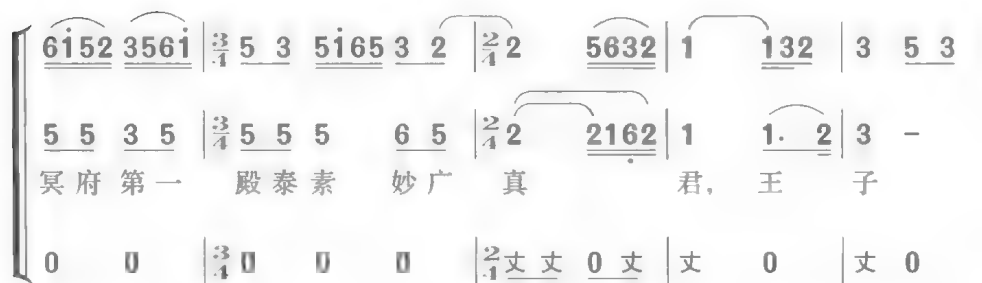 6i52 356i | 3/4 5 3 5i65 3 2 | 2/4 2 5632 | 1 132 | 3 5 3
5 5 3 5 | 3/4 5 5 5 6 5 | 2/4 2 2162 | 1 1. 2 | 3 -
冥府第一 殿泰素 妙广 真 君, 王 子
0 0 | 3/4 0 0 0 | 2/4 丈 丈 0 丈 | 丈 0 | 丈 0